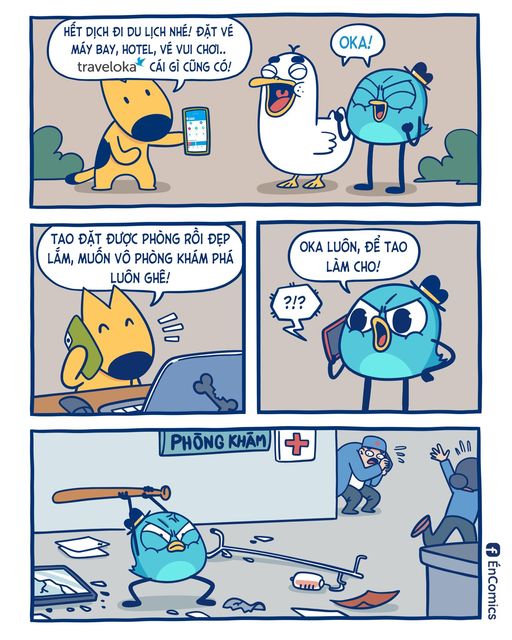 HẾT DỊCH ĐI DU LỊCH NHÉ! ĐẶT VÉ
MÁY BAY, HOTEL, VÉ VUI CHƠI..
traveloka CÁI GÌ CŨNG CÓ!
OKA!
TAO ĐẶT ĐƯỢC PHÒNG RỒI ĐẸP
LẮM, MUỐN VÔ PHÒNG KHÁM PHÁ
LUÔN GHÊ!
OKA LUÔN, ĐỂ TAO
LÀM CHO!
?!?
PHÒNG KHÁM
ÉnComics